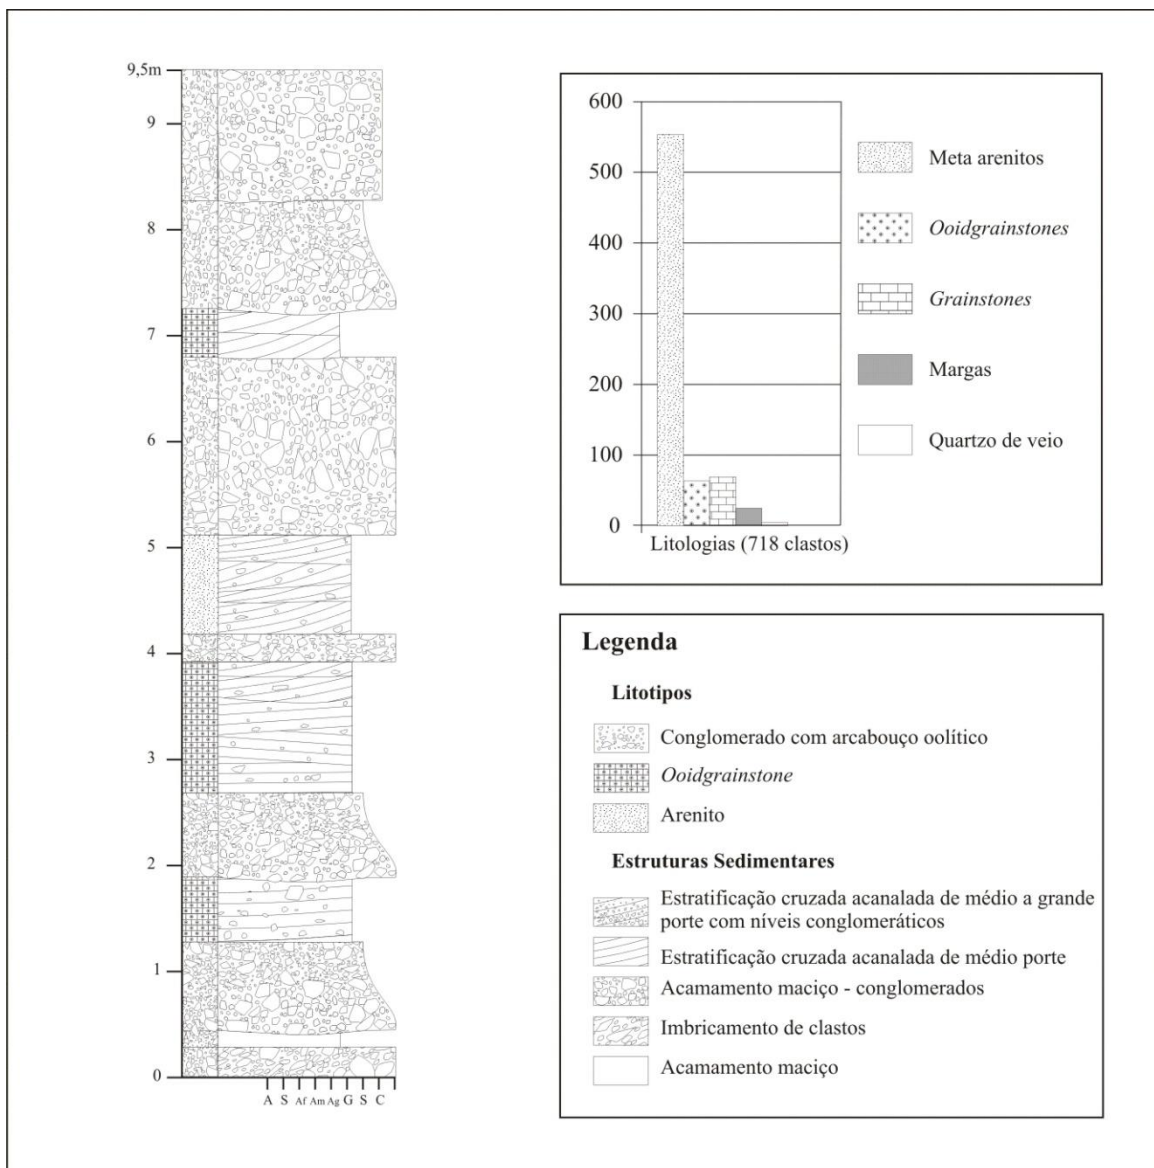 9,5m
9
8
7
6
5
4
3
2
1
0
A S Af Am Ag G S C
600
500
400
300
200
100
0
Litologias (718 clastos)
Meta arenitos
Ooidgrainstones
Grainstones
Margas
Quartzo de veio
Legenda
Litotipos
Conglomerado com arcabouço oolítico
Ooidgrainstone
Arenito
Estruturas Sedimentares
Estratificação cruzada acanalada de médio a grande
porte com níveis conglomeráticos
Estratificação cruzada acanalada de médio porte
Acamamento maciço - conglomerados
Imbricamento de clastos
Acamamento maciço